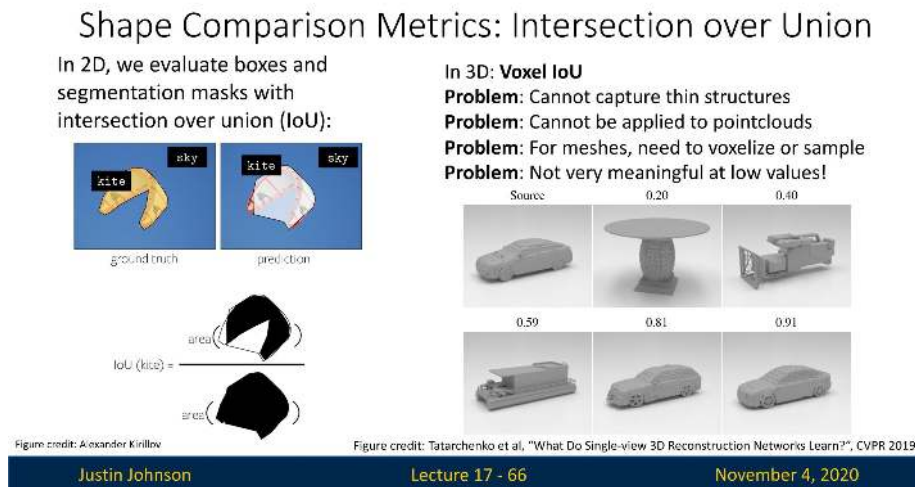 Shape Comparison Metrics: Intersection over Union
In 2D, we evaluate boxes and
segmentation masks with
intersection over union (IoU):
sky
kite
sky
kite
ground truth
prediction
area
IoU (kite) =
area
Figure credit: Alexander Kirillov
In 3D: Voxel IoU
Problem: Cannot capture thin structures
Problem: Cannot be applied to pointclouds
Problem: For meshes, need to voxelize or sample
Problem: Not very meaningful at low values!
Source
0.20
0.40
0.59
0.81
0.91
Figure credit: Tatarchenko et al, "What Do Single-view 3D Reconstruction Networks Learn?", CVPR 2019
Justin Johnson
Lecture 17 - 66
November 4, 2020